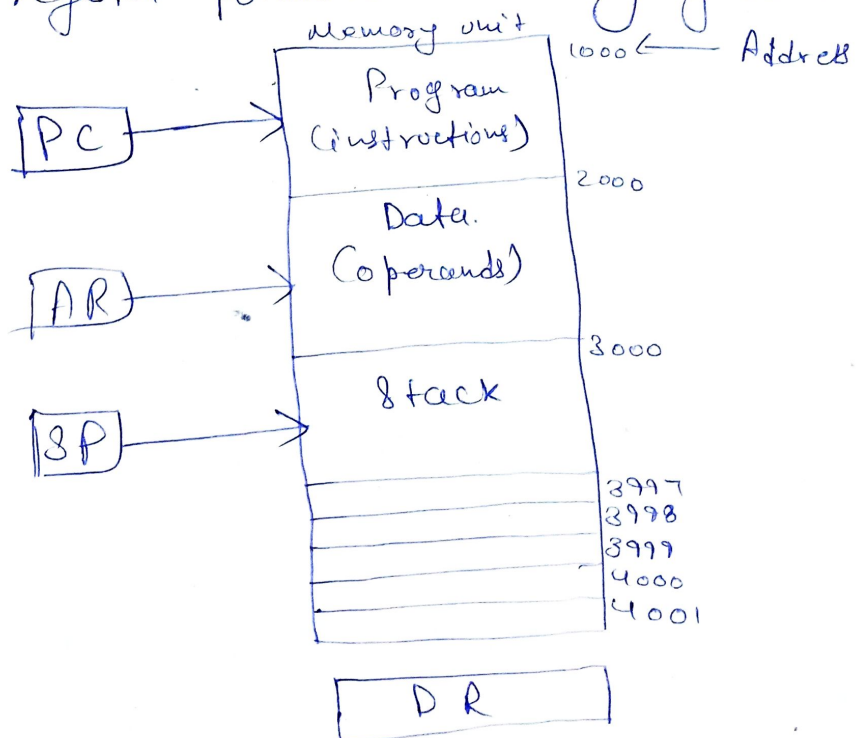 Memory unit
1000 ← Address
Program
(instructions)
PC
2000
Data.
(operands)
AR
3000
Stack
SP
3997
3998
3999
4000
4001
DR